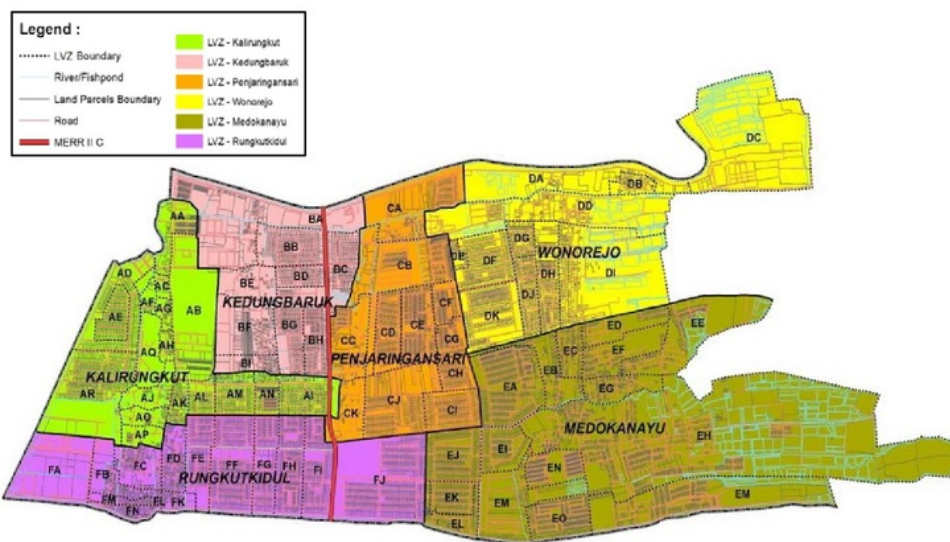 Legend :
LVZ Boundary
River/Fishpond
Land Parcels Boundary
Road
MERR II C
LVZ - Kalirungkut
LVZ - Kedungbaruk
LVZ - Penjaringansari
LVZ - Wonorejo
LVZ - Medokanayu
LVZ - Rungkutkidul
DC
DA
DB
DD
CA
AA
BA
BB
DG
WONOREJO
DF
BC
CB
AD
BD
DH
DI
AC
BE
KEDUNGBARUK
AF
AG
AB
AE
DJ
CF
DK
BF
BG
CD
CE
ED
EE
BH
CC
CG
AH
AQ
PENJARINGANSARI
EC
EF
BI
CH
EB
KALIRUNGKUT
EA
EG
AR
AJ
AK
AL
AM
AN
AI
CK
CJ
CI
AO
MEDOKANAYU
EH
AP
EI
EJ
FA
FB
FC
FD
FE
FF
FG
FH
FI
FJ
EN
RUNGKUTKIDUL
FM
FL
FK
EK
EM
EM
FN
EL
EO